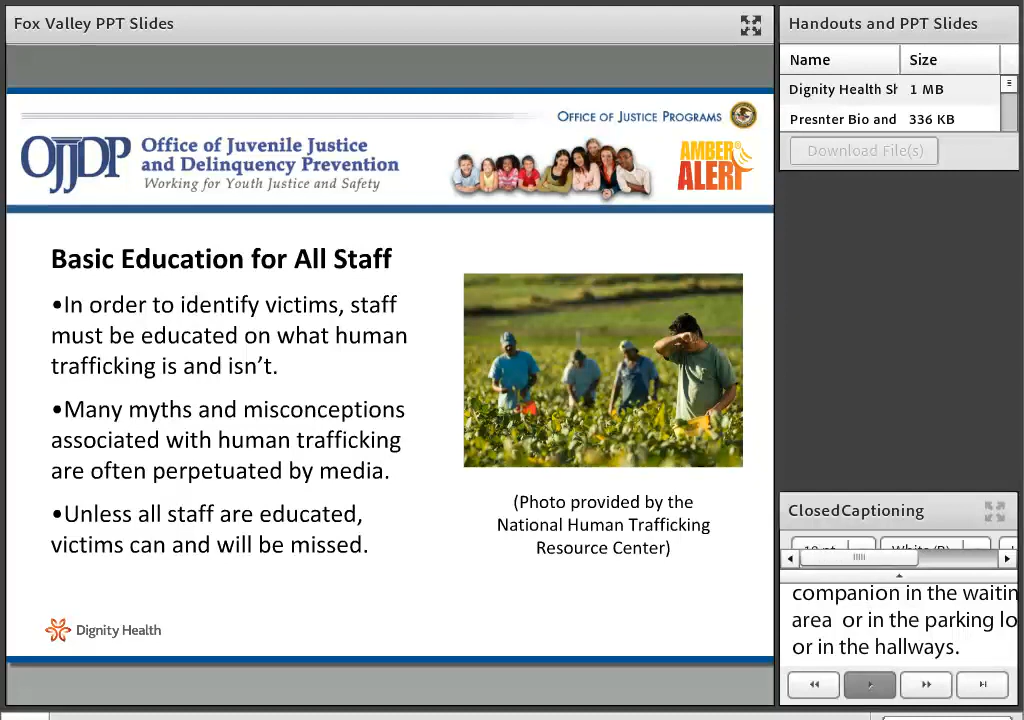 Fox Valley PPT Slides
OFFICE OF JUSTICE PROGRAMS
OJJDP
Office of Juvenile Justice
and Delinquency Prevention
Working for Youth Justice and Safety
AMBER
ALERT
Basic Education for All Staff
•In order to identify victims, staff
must be educated on what human
trafficking is and isn't.
•Many myths and misconceptions
associated with human trafficking
are often perpetuated by media.
•Unless all staff are educated,
victims can and will be missed.
(Photo provided by the
National Human Trafficking
Resource Center)
Dignity Health
Handouts and PPT Slides
Name Size
Dignity Health Sh 1 MB
Presnter Bio and 336 KB
Download File(s)
ClosedCaptioning
companion in the waitin
area or in the parking lo
or in the hallways.